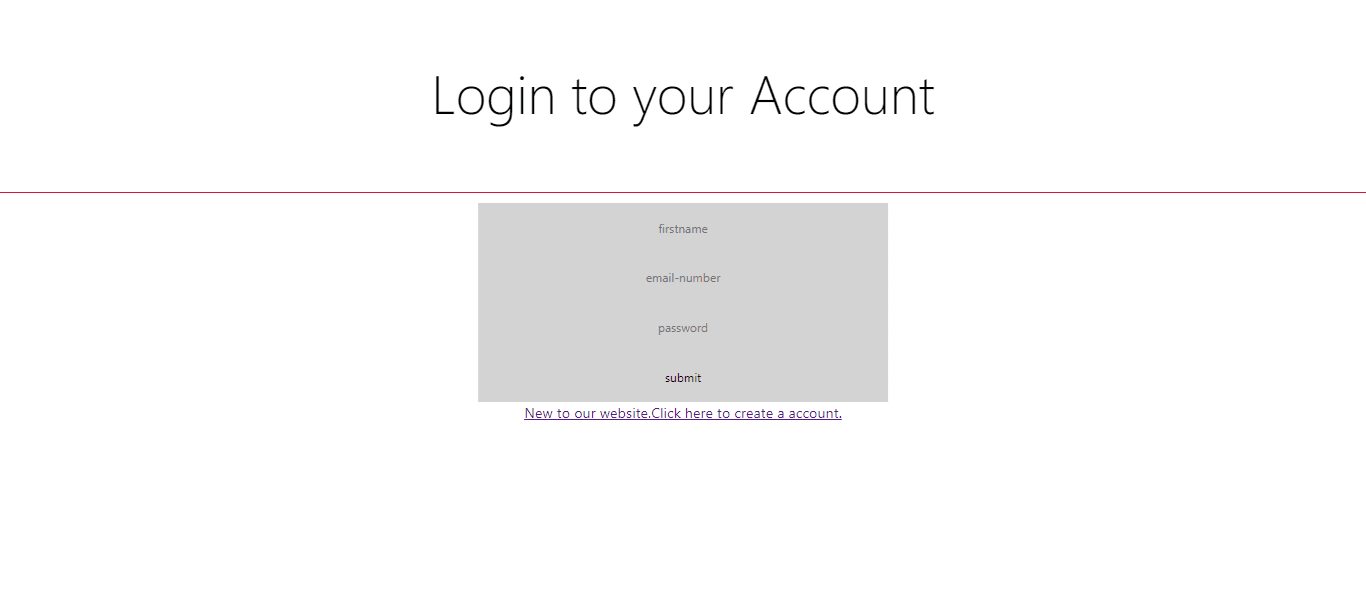 Login to your Account
firstname
email-number
password
submit
New to our website.Click here to create a account.